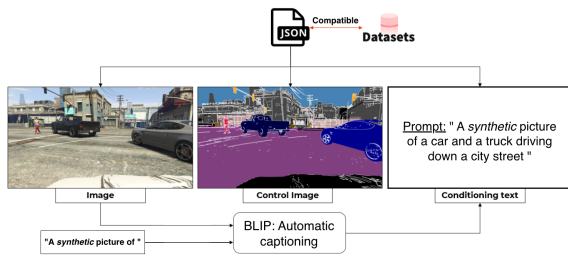 JSON
Compatible
Datasets
Prompt: " A synthetic picture
of a car and a truck driving
down a city street "
Image
Control Image
Conditioning text
"A synthetic picture of "
BLIP: Automatic
captioning